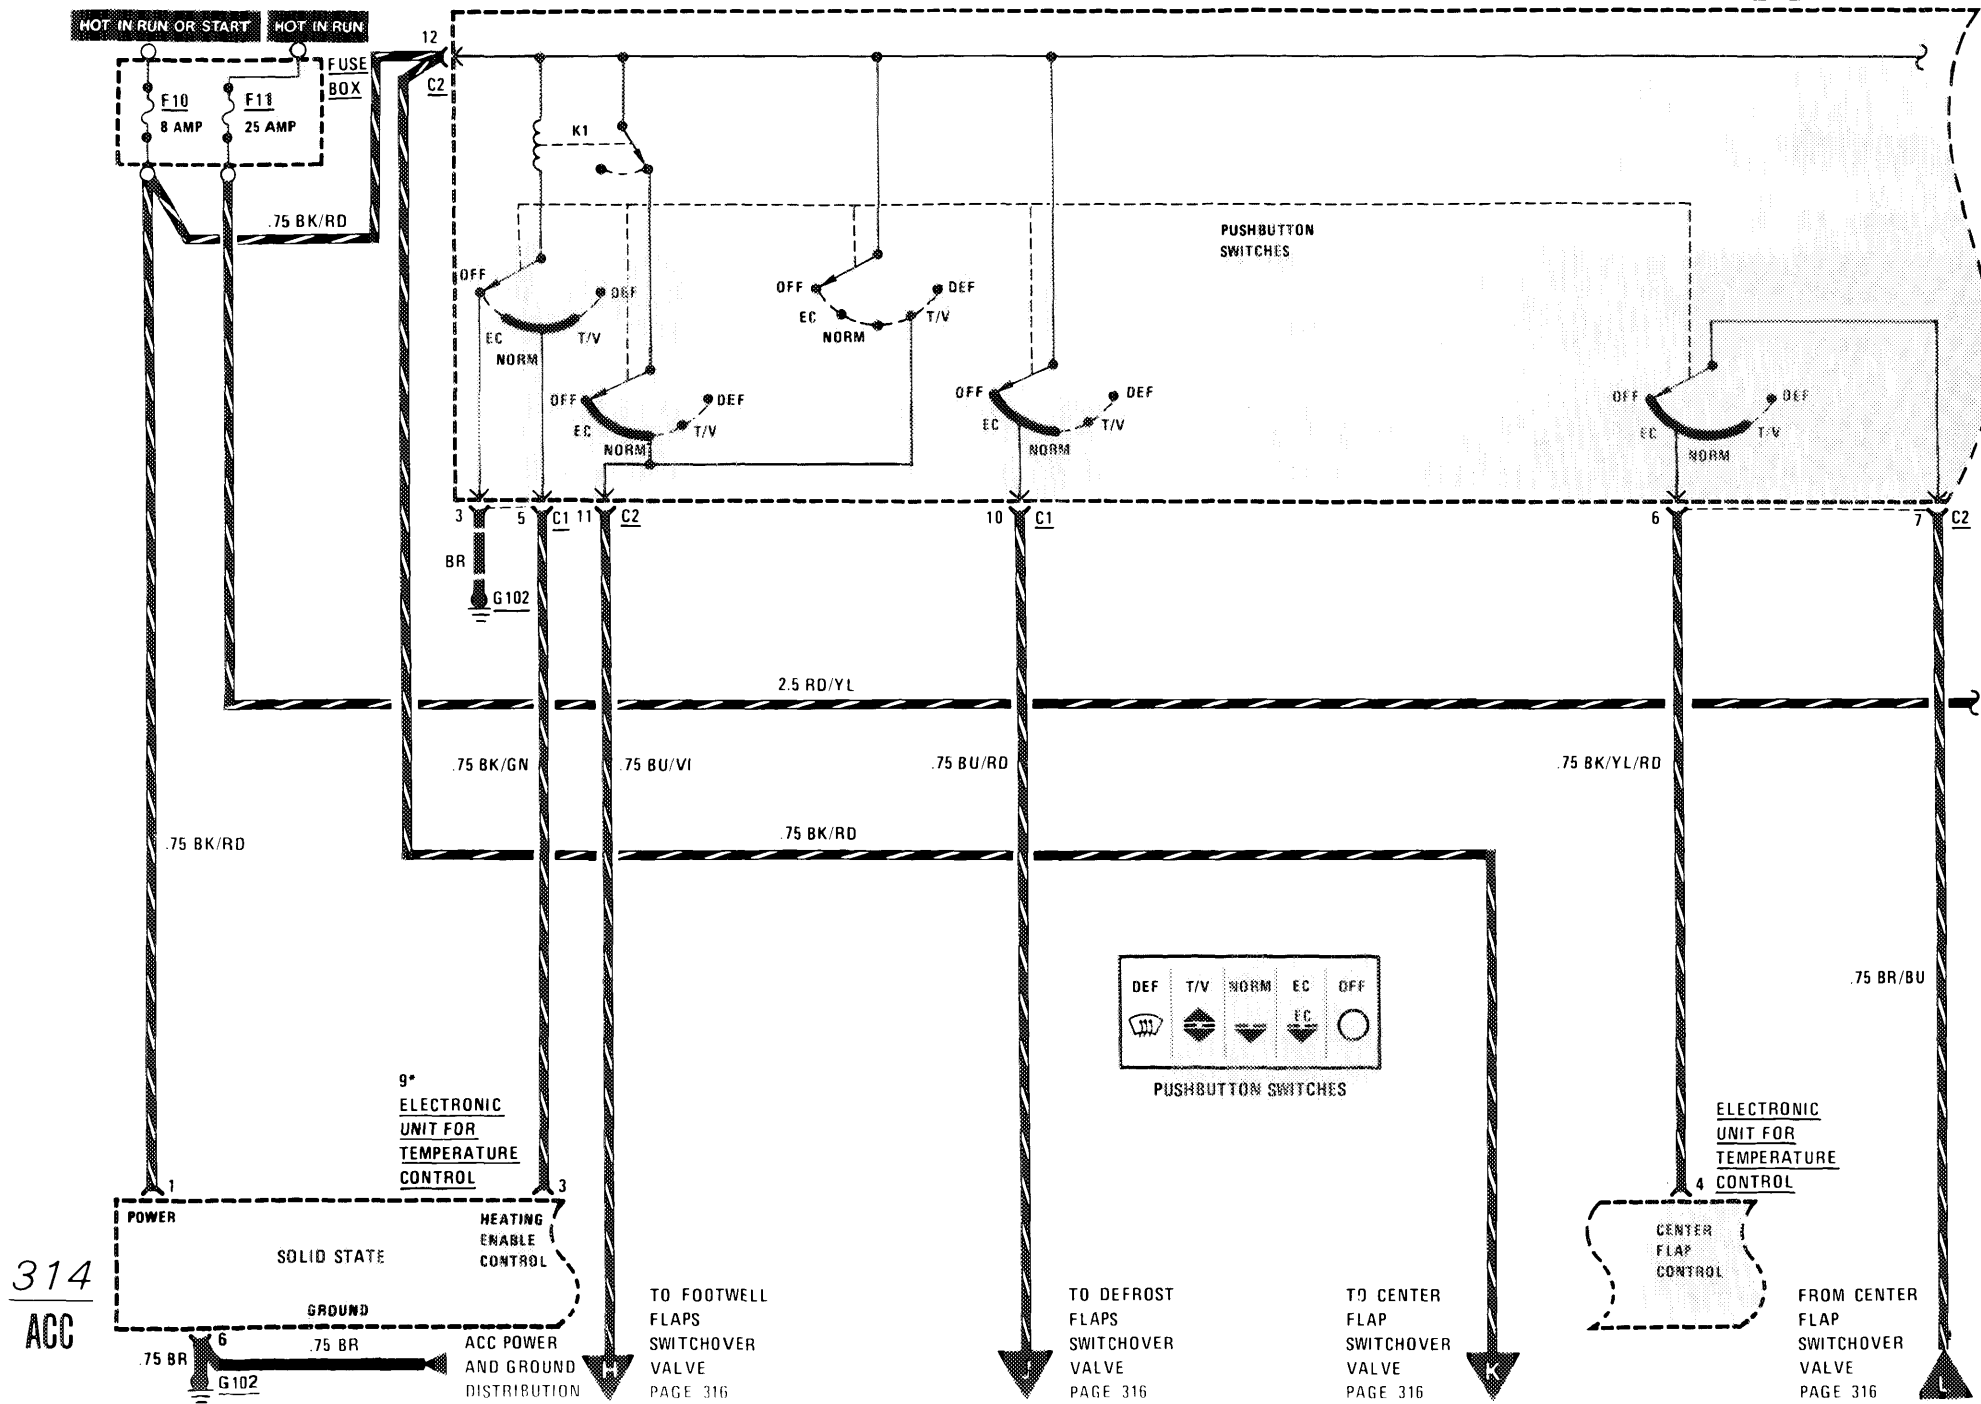 HOT IN RUN OR START
HOT IN RUN
FUSE
BOX
F10
8 AMP
F11
25 AMP
12
C2
K1
.75 BK/RD
PUSHBUTTON
SWITCHES
OFF
DEF
EC
T/V
NORM
OFF
DEF
EC
T/V
NORM
OFF
DEF
EC
T/V
NORM
OFF
DEF
EC
T/V
NORM
OFF
DEF
EC
T/V
NORM
3
5
C1
11
C2
10
C1
6
7
C2
BR
G102
2.5 RD/YL
.75 BK/GN
.75 BU/VI
.75 BU/RD
.75 BK/YL/RD
.75 BK/RD
.75 BK/RD
.75 BR/BU
DEF
T/V
NORM
EC
OFF
EC
PUSHBUTTON SWITCHES
9*
ELECTRONIC
UNIT FOR
TEMPERATURE
CONTROL
ELECTRONIC
UNIT FOR
TEMPERATURE
CONTROL
1
3
4
POWER
HEATING
ENABLE
CONTROL
SOLID STATE
GROUND
CENTER
FLAP
CONTROL
314
ACC
6
.75 BR
.75 BR
G102
ACC POWER
AND GROUND
DISTRIBUTION
H
TO FOOTWELL
FLAPS
SWITCHOVER
VALVE
PAGE 316
J
TO DEFROST
FLAPS
SWITCHOVER
VALVE
PAGE 316
TO CENTER
FLAP
SWITCHOVER
VALVE
PAGE 316
K
FROM CENTER
FLAP
SWITCHOVER
VALVE
PAGE 316
L